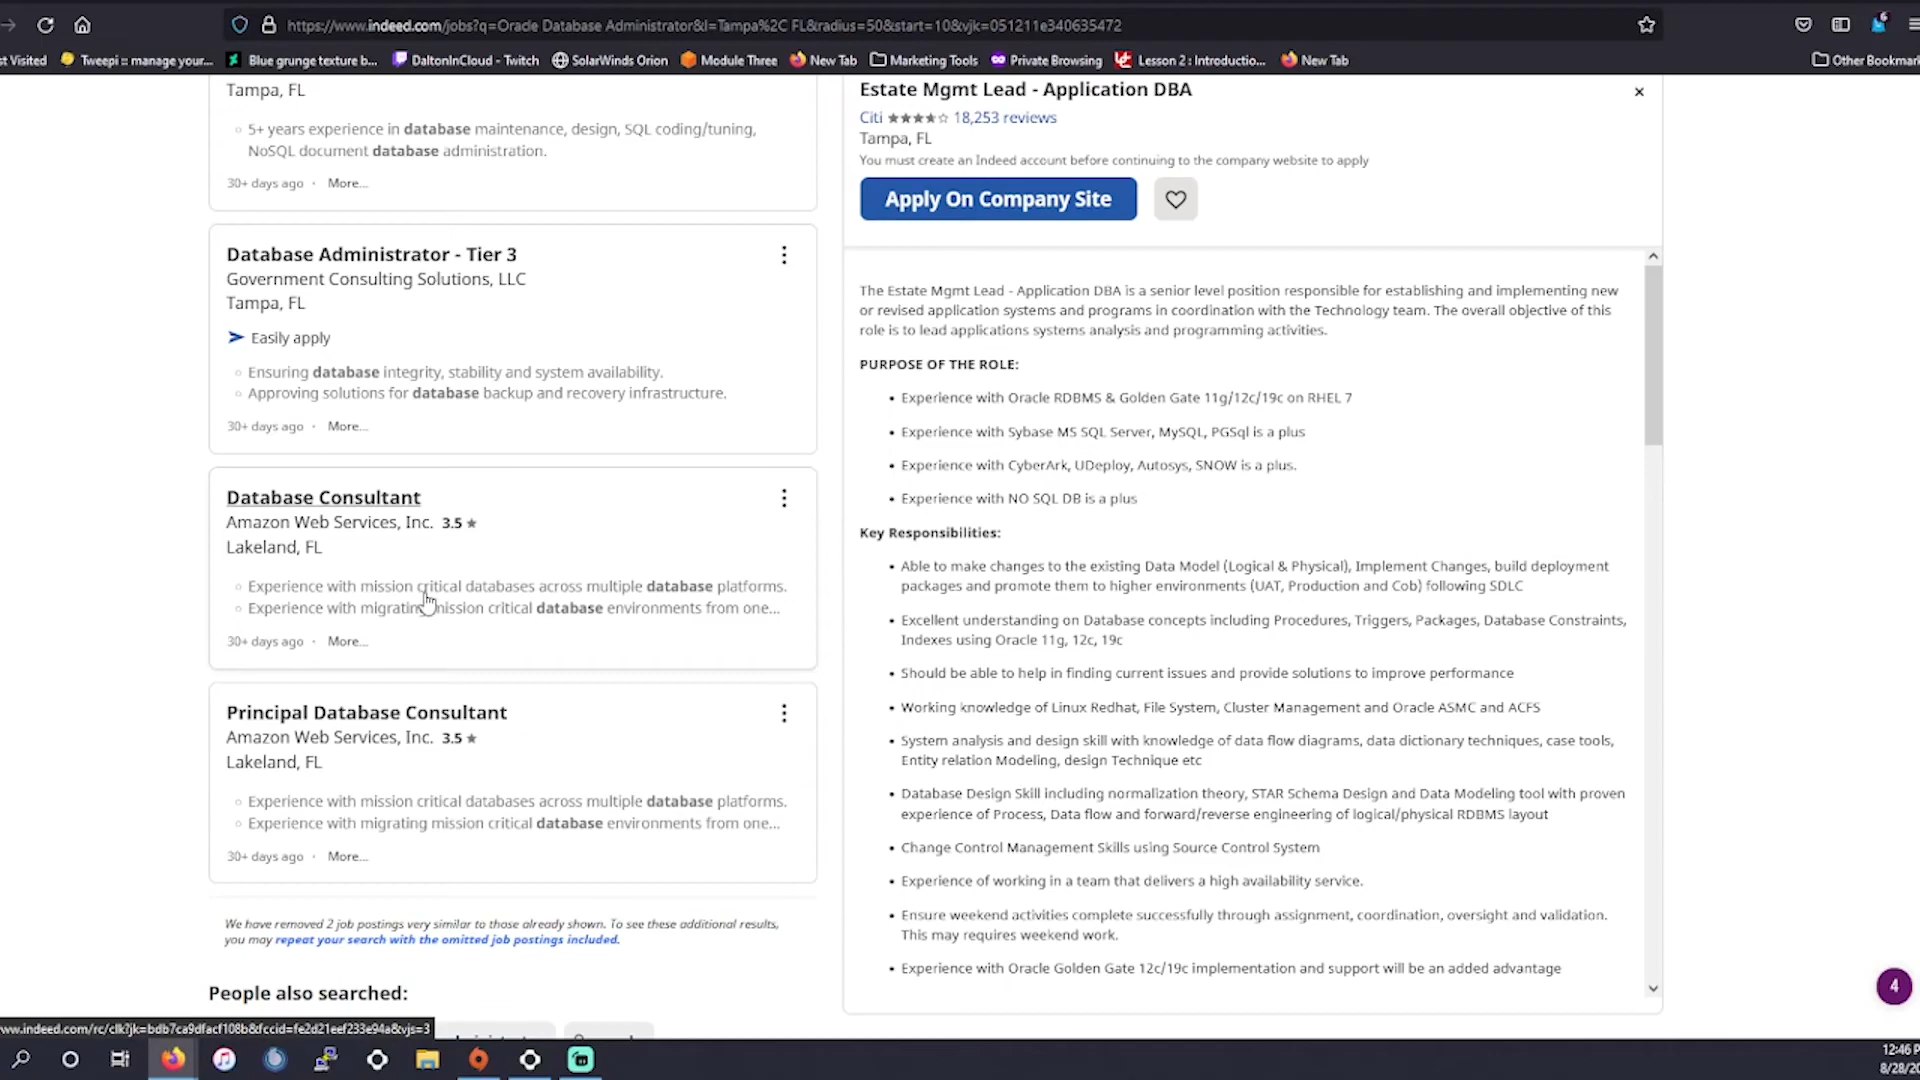 https://www.indeed.com/jobs?q=Oracle Database Administrator&l=Tampa%2C FL&radius=50&start=10&vjk=051211e340635472
st Visited
Tweepi :: manage your...
Blue grunge texture b...
DaltonInCloud - Twitch
SolarWinds Orion
Module Three
New Tab
Marketing Tools
Private Browsing
Lesson 2 : Introductio...
New Tab
Other Bookmar
Tampa, FL
5+ years experience in database maintenance, design, SQL coding/tuning,
NoSQL document database administration.
30+ days ago · More...
Database Administrator - Tier 3
Government Consulting Solutions, LLC
Tampa, FL
Easily apply
Ensuring database integrity, stability and system availability.
Approving solutions for database backup and recovery infrastructure.
30+ days ago · More...
Database Consultant
Amazon Web Services, Inc. 3.5
Lakeland, FL
Experience with mission critical databases across multiple database platforms.
Experience with migrating mission critical database environments from one...
30+ days ago · More...
Principal Database Consultant
Amazon Web Services, Inc. 3.5
Lakeland, FL
Experience with mission critical databases across multiple database platforms.
Experience with migrating mission critical database environments from one...
30+ days ago · More...
We have removed 2 job postings very similar to those already shown. To see these additional results,
you may repeat your search with the omitted job postings included.
People also searched:
Estate Mgmt Lead - Application DBA
Citi 18,253 reviews
Tampa, FL
You must create an Indeed account before continuing to the company website to apply
Apply On Company Site
The Estate Mgmt Lead - Application DBA is a senior level position responsible for establishing and implementing new
or revised application systems and programs in coordination with the Technology team. The overall objective of this
role is to lead applications systems analysis and programming activities.
PURPOSE OF THE ROLE:
• Experience with Oracle RDBMS & Golden Gate 11g/12c/19c on RHEL 7
• Experience with Sybase MS SQL Server, MySQL, PGSql is a plus
• Experience with CyberArk, UDeploy, Autosys, SNOW is a plus.
• Experience with NO SQL DB is a plus
Key Responsibilities:
• Able to make changes to the existing Data Model (Logical & Physical), Implement Changes, build deployment
packages and promote them to higher environments (UAT, Production and Cob) following SDLC
• Excellent understanding on Database concepts including Procedures, Triggers, Packages, Database Constraints,
Indexes using Oracle 11g, 12c, 19c
• Should be able to help in finding current issues and provide solutions to improve performance
• Working knowledge of Linux Redhat, File System, Cluster Management and Oracle ASMC and ACFS
• System analysis and design skill with knowledge of data flow diagrams, data dictionary techniques, case tools,
Entity relation Modeling, design Technique etc
• Database Design Skill including normalization theory, STAR Schema Design and Data Modeling tool with proven
experience of Process, Data flow and forward/reverse engineering of logical/physical RDBMS layout
• Change Control Management Skills using Source Control System
• Experience of working in a team that delivers a high availability service.
• Ensure weekend activities complete successfully through assignment, coordination, oversight and validation.
This may requires weekend work.
• Experience with Oracle Golden Gate 12c/19c implementation and support will be an added advantage
4
ww.indeed.com/rc/clk?jk=bdb7ca9dfacf108b&fccid=fe2d21eef233e94a&vjs=3
12:46 P
8/28/20